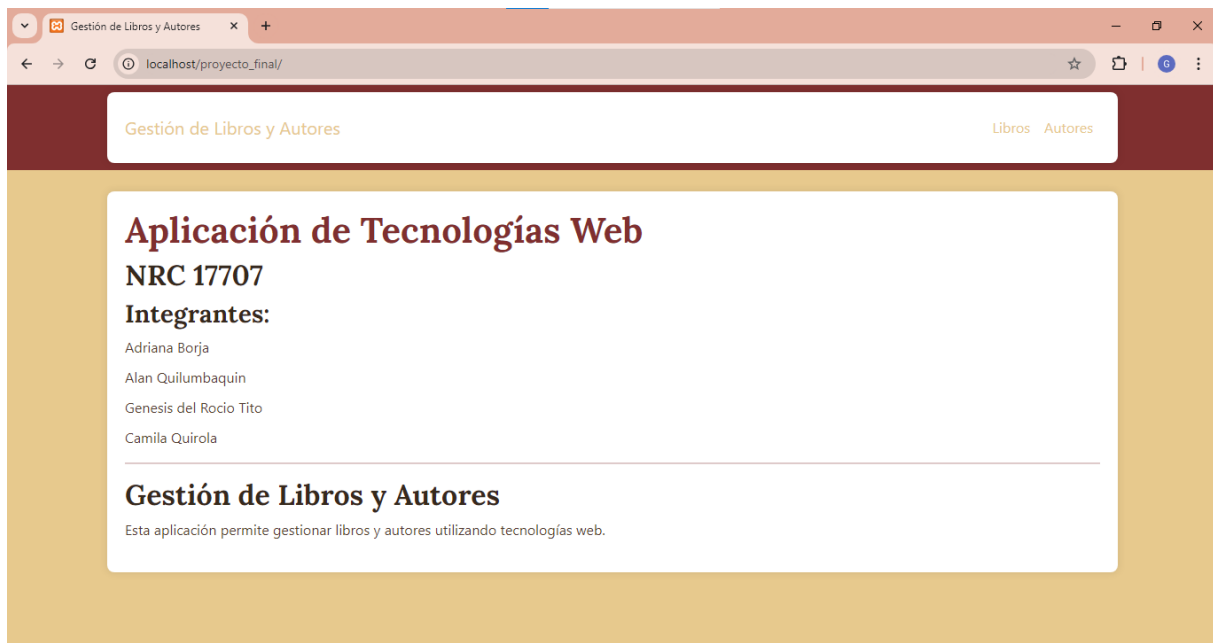 Gestión de Libros y Autores
localhost/proyecto_final/
G
Gestión de Libros y Autores
Libros Autores
Aplicación de Tecnologías Web
NRC 17707
Integrantes:
Adriana Borja
Alan Quilumbaquin
Genesis del Rocio Tito
Camila Quirola
Gestión de Libros y Autores
Esta aplicación permite gestionar libros y autores utilizando tecnologías web.